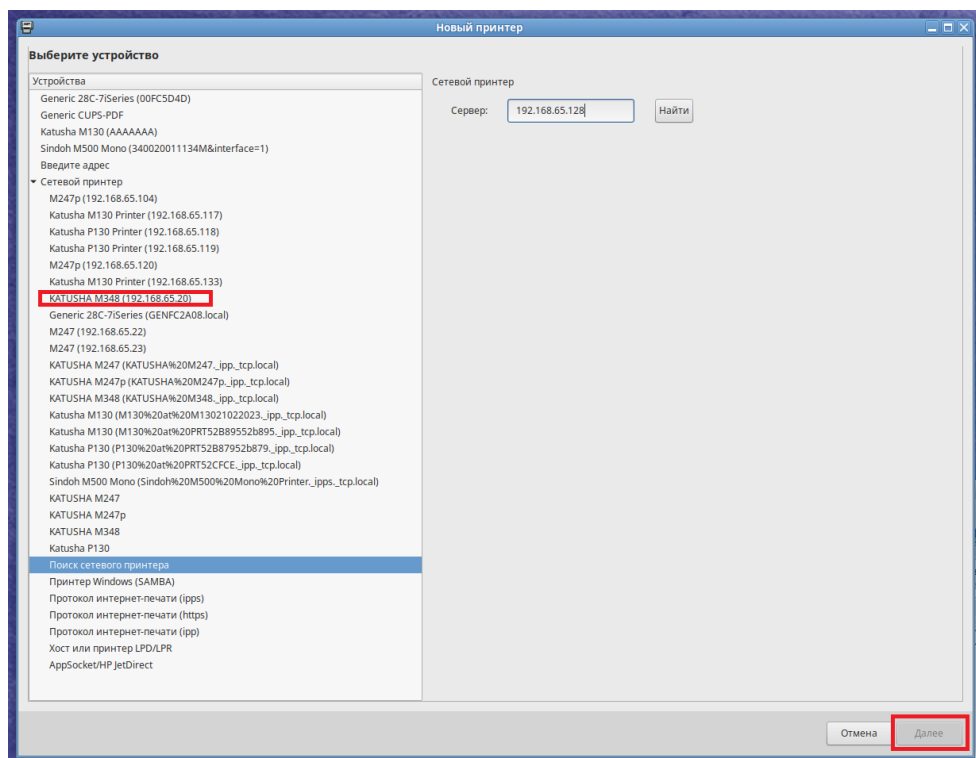 Новый принтер
Выберите устройство
Устройства
Generic 28C-7iSeries (00FC5D4D)
Generic CUPS-PDF
Katusha M130 (AAAAAAA)
Sindoh M500 Mono (340020011134M&interface=1)
Введите адрес
Сетевой принтер
M247p (192.168.65.104)
Katusha M130 Printer (192.168.65.117)
Katusha P130 Printer (192.168.65.118)
Katusha P130 Printer (192.168.65.119)
M247p (192.168.65.120)
Katusha M130 Printer (192.168.65.133)
KATUSHA M348 (192.168.65.20)
Generic 28C-7iSeries (GENFC2A08.local)
M247 (192.168.65.22)
M247 (192.168.65.23)
KATUSHA M247 (KATUSHA%20M247._ipp._tcp.local)
KATUSHA M247p (KATUSHA%20M247p._ipp._tcp.local)
KATUSHA M348 (KATUSHA%20M348._ipp._tcp.local)
Katusha M130 (M130%20at%20M13021022023._ipp._tcp.local)
Katusha M130 (M130%20at%20PRT52B89552b895._ipp._tcp.local)
Katusha P130 (P130%20at%20PRT52B87952b879._ipp._tcp.local)
Katusha P130 (P130%20at%20PRT52CFCE._ipp._tcp.local)
Sindoh M500 Mono (Sindoh%20M500%20Mono%20Printer._ipps._tcp.local)
KATUSHA M247
KATUSHA M247p
KATUSHA M348
Katusha P130
Поиск сетевого принтера
Принтер Windows (SAMBA)
Протокол интернет-печати (ipps)
Протокол интернет-печати (https)
Протокол интернет-печати (ipp)
Хост или принтер LPD/LPR
AppSocket/HP JetDirect
Сетевой принтер
Сервер: 192.168.65.128 Найти
Отмена Далее